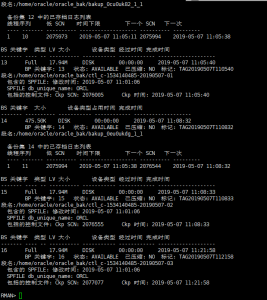 段名:/home/oracle/oracle_bak/bakup_0cu0uk82_1_1
备份集 12 中的已存档日志列表
线程序列 低 SCN 时间下限 下一个 SCN 下一次
1 10 2075973 2019-05-07 11:05:11 2075994 2019-05-07 11:05:38
BS 关键字 类型 LV 大小 设备类型 经过时间 完成时间
13 Full 17.94M DISK 00:00:00 2019-05-07 11:05:40
BP 关键字: 13 状态: AVAILABLE 已压缩: NO 标记: TAG20190507T110540
段名:/home/oracle/oracle_bak/ctl_c-1534140485-20190507-01
包含的 SPFILE: 修改时间: 2019-05-07 11:01:06
SPFILE db_unique_name: ORCL
包括的控制文件: Ckp SCN: 2076005 Ckp 时间: 2019-05-07 11:05:40
BS 关键字 大小 设备类型占用时间 完成时间
14 475.50K DISK 00:00:00 2019-05-07 11:08:32
BP 关键字: 14 状态: AVAILABLE 已压缩: NO 标记: TAG20190507T110832
备份集 14 中的已存档日志列表
线程序列 低 SCN 时间下限 下一个 SCN 下一次
1 11 2075994 2019-05-07 11:05:38 2076544 2019-05-07 11:08:32
BS 关键字 类型 LV 大小 设备类型 经过时间 完成时间
15 Full 17.94M DISK 00:00:00 2019-05-07 11:08:33
BP 关键字: 15 状态: AVAILABLE 已压缩: NO 标记: TAG20190507T110833
段名:/home/oracle/oracle_bak/ctl_c-1534140485-20190507-02
包含的 SPFILE: 修改时间: 2019-05-07 11:01:06
SPFILE db_unique_name: ORCL
包括的控制文件: Ckp SCN: 2076555 Ckp 时间: 2019-05-07 11:08:33
BS 关键字 类型 LV 大小 设备类型 经过时间 完成时间
16 Full 17.94M DISK 00:00:00 2019-05-07 11:21:58
BP 关键字: 16 状态: AVAILABLE 已压缩: NO 标记: TAG20190507T112158
段名:/home/oracle/oracle_bak/ctl_c-1534140485-20190507-03
包含的 SPFILE: 修改时间: 2019-05-07 11:01:06
SPFILE db_unique_name: ORCL
包括的控制文件: Ckp SCN: 2077077 Ckp 时间: 2019-05-07 11:21:58
RMAN>